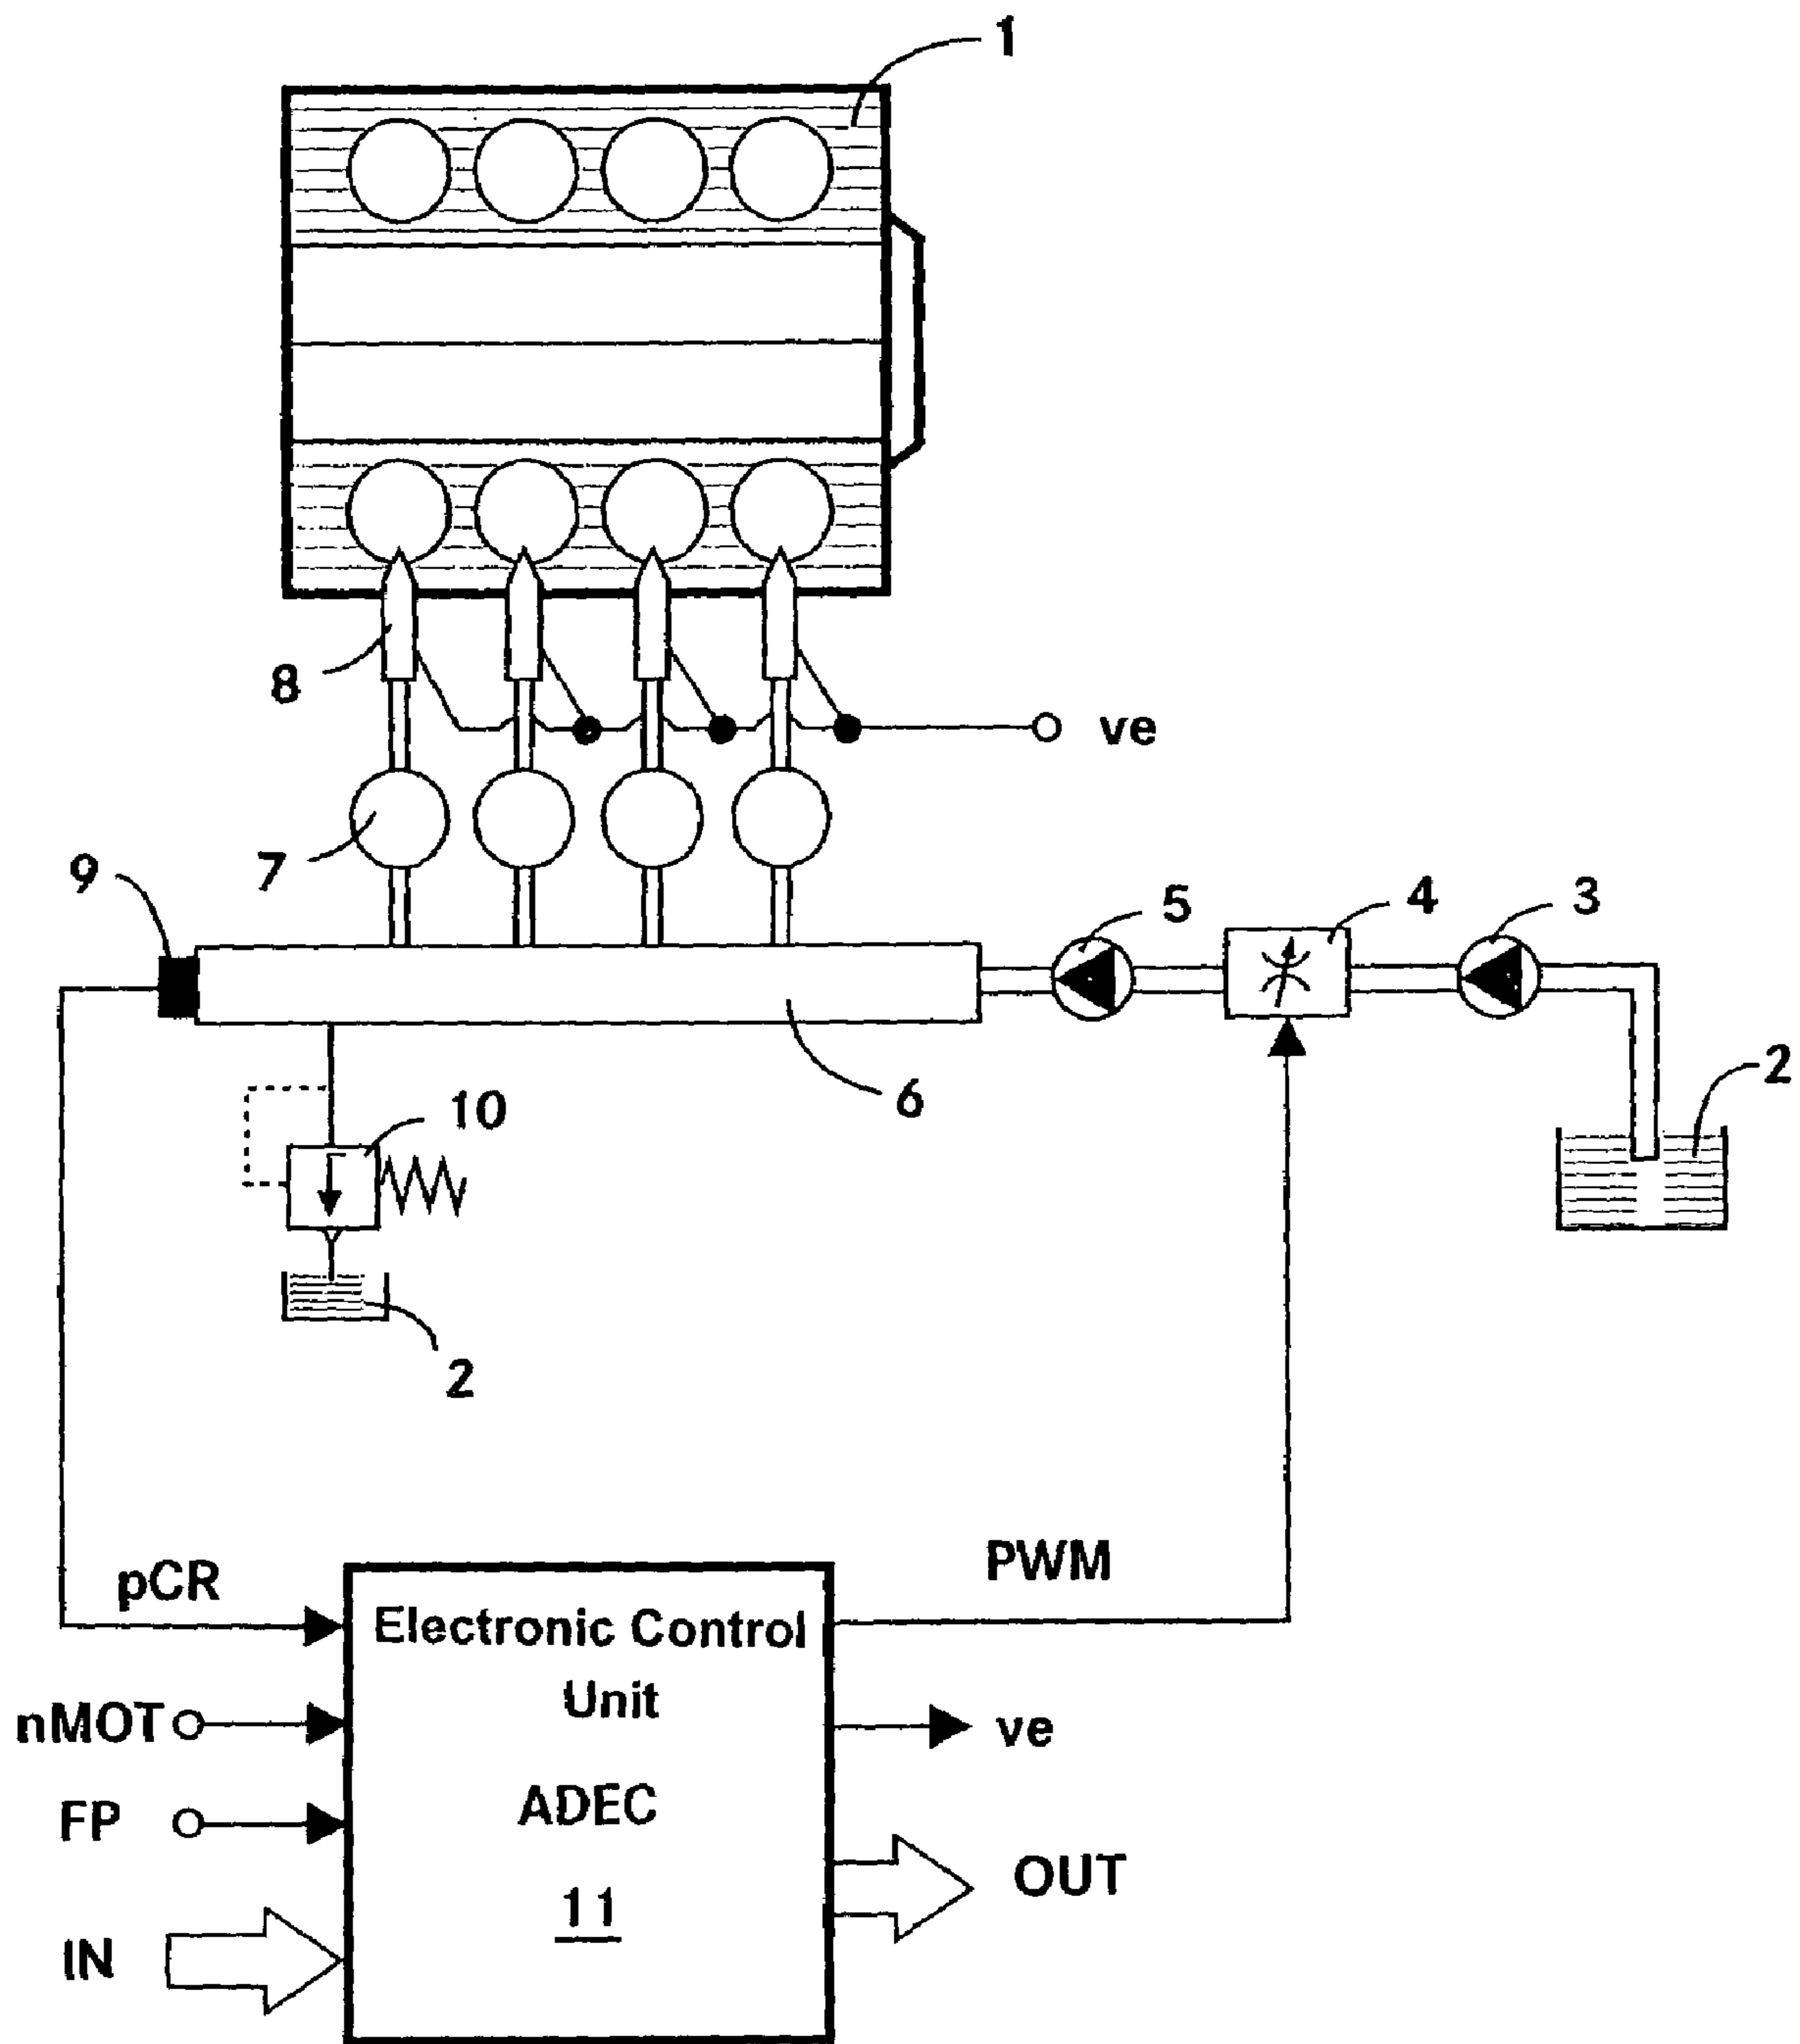 1
8
ve
7
9
5
4
3
6
2
10
2
pCR
PWM
Electronic Control
Unit
nMOT
ve
FP
ADEC
OUT
11
IN